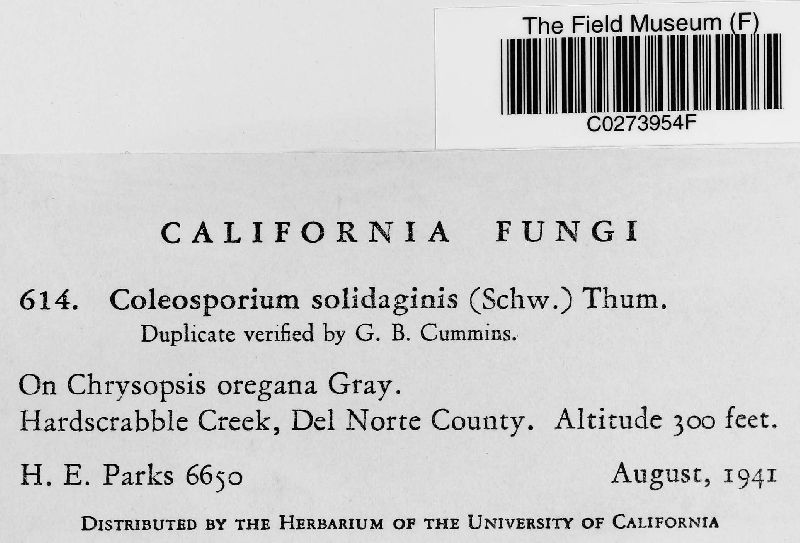 The Field Museum (F)
C0273954F
CALIFORNIA FUNGI
614. Coleosporium solidaginis (Schw.) Thum.
Duplicate verified by G. B. Cummins.
On Chrysopsis oregana Gray.
Hardscrabble Creek, Del Norte County. Altitude 300 feet.
H. E. Parks 6650 August, 1941
DISTRIBUTED BY THE HERBARIUM OF THE UNIVERSITY OF CALIFORNIA